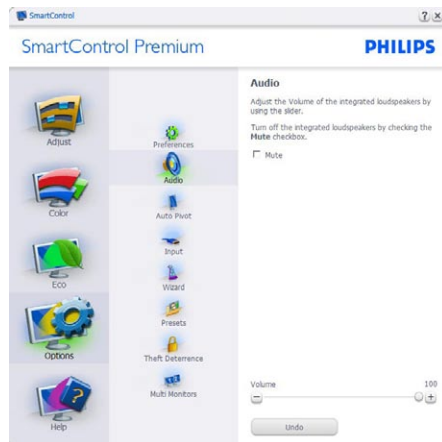 SmartControl
SmartControl Premium
PHILIPS
Adjust
Color
Eco
Options
Help
Preferences
Audio
Auto Pivot
Input
Wizard
Presets
Theft Deterrence
Multi Monitors
Audio
Adjust the Volume of the integrated loudspeakers by
using the slider.
Turn off the integrated loudspeakers by checking the
Mute checkbox.
Mute
Volume 100
Undo